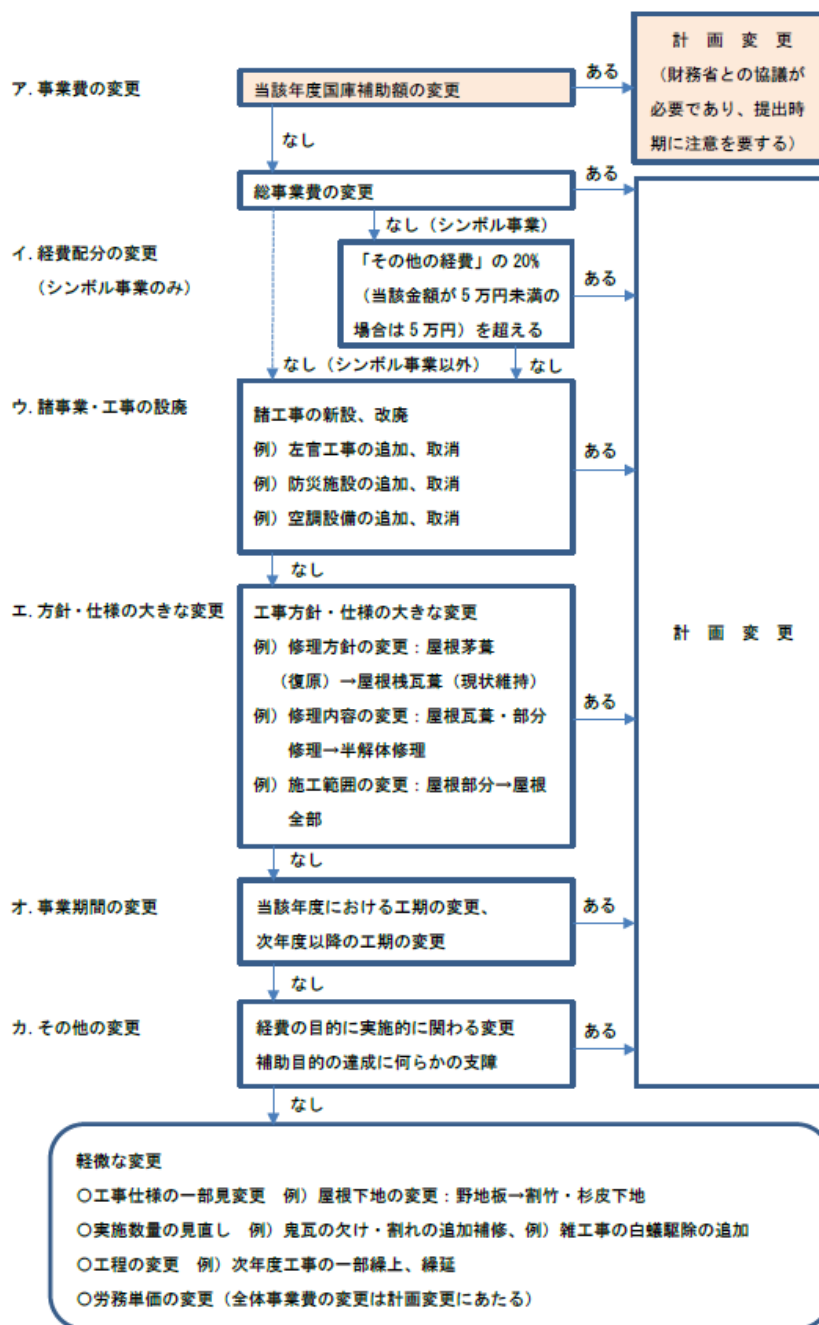 計　画　変　更
（財務省との協議が
必要であり、提出時
期に注意を要する）
ア．事業費の変更
当該年度国庫補助額の変更
ある
なし
総事業費の変更
ある
なし（シンボル事業）
イ．経費配分の変更
（シンボル事業のみ）
「その他の経費」の 20%
（当該金額が 5 万円未満の
場合は 5 万円）を超える
ある
なし（シンボル事業以外）
なし
ウ．諸事業・工事の設廃
諸工事の新設、改廃
例）左官工事の追加、取消
例）防災施設の追加、取消
例）空調設備の追加、取消
ある
なし
エ．方針・仕様の大きな変更
工事方針・仕様の大きな変更
例）修理方針の変更：屋根茅葺
（復原）→屋根桟瓦葺（現状維持）
例）修理内容の変更：屋根瓦葺・部分
修理→半解体修理
例）施工範囲の変更：屋根部分→屋根
全部
ある
計　画　変　更
なし
オ．事業期間の変更
当該年度における工期の変更、
次年度以降の工期の変更
ある
なし
カ．その他の変更
経費の目的に実施的に関わる変更
補助目的の達成に何らかの支障
ある
なし
軽微な変更
○工事仕様の一部見変更　例）屋根下地の変更：野地板→割竹・杉皮下地
○実施数量の見直し　例）鬼瓦の欠け・割れの追加補修、例）雑工事の白蟻駆除の追加
○工程の変更　例）次年度工事の一部繰上、繰延
○労務単価の変更（全体事業費の変更は計画変更にあたる）